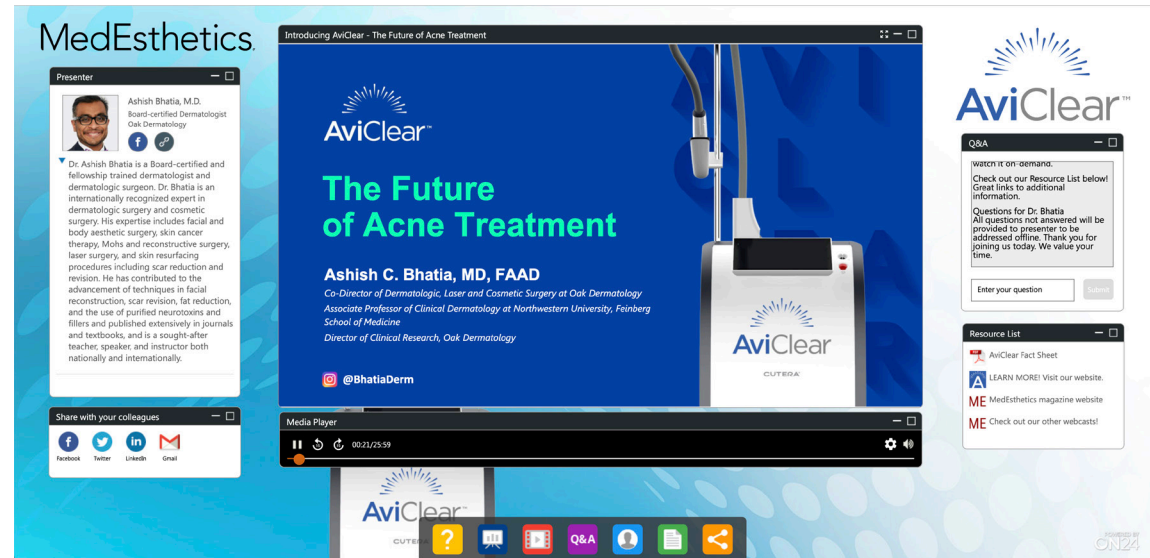 MedEsthetics.
Presenter
Ashish Bhatia, M.D.
Board-certified Dermatologist
Oak Dermatology
Dr. Ashish Bhatia is a Board-certified and
fellowship trained dermatologist and
dermatologic surgeon. Dr. Bhatia is an
internationally recognized expert in
dermatologic surgery and cosmetic
surgery. His expertise includes facial and
body aesthetic surgery, skin cancer
therapy, Mohs and reconstructive surgery,
laser surgery, and skin resurfacing
procedures including scar reduction and
revision. He has contributed to the
advancement of techniques in facial
reconstruction, scar revision, fat reduction,
and the use of purified neurotoxins and
fillers and published extensively in journals
and textbooks, and is a sought-after
teacher, speaker, and instructor both
nationally and internationally.
Share with your colleagues
Facebook Twitter LinkedIn Gmail
Introducing AviClear - The Future of Acne Treatment
AviClear™
The Future
of Acne Treatment
Ashish C. Bhatia, MD, FAAD
Co-Director of Dermatologic, Laser and Cosmetic Surgery at Oak Dermatology
Associate Professor of Clinical Dermatology at Northwestern University, Feinberg
School of Medicine
Director of Clinical Research, Oak Dermatology
@BhatiaDerm
AVI
CLEAR
AviClear
CUTERA
Media Player
10 10 00:21/25:59
AviClear™
CUTE
Q&A
AviClear™
Q&A
watch it on-demand.
Check out our Resource List below!
Great links to additional
information.
Questions for Dr. Bhatia
All questions not answered will be
provided to presenter to be
addressed offline. Thank you for
joining us today. We value your
time.
Enter your question Submit
Resource List
AviClear Fact Sheet
LEARN MORE! Visit our website.
ME MedEsthetics magazine website
ME Check out our other webcasts!
POWERED BY
ON24